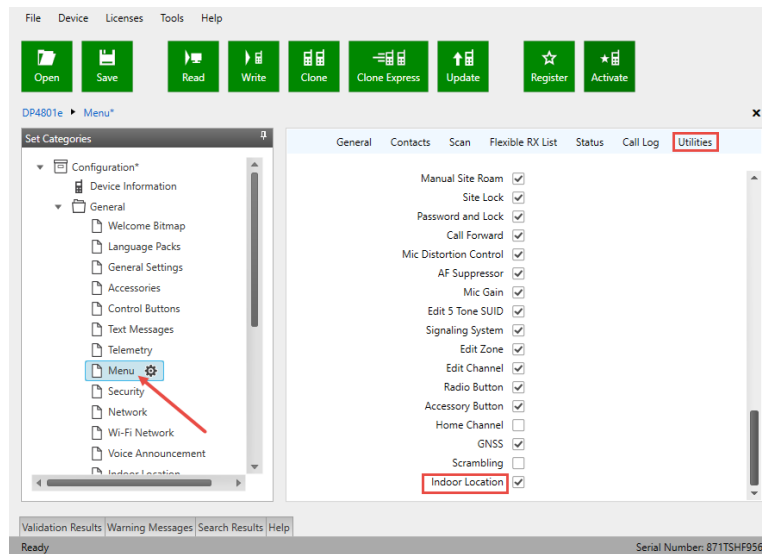 File Device Licenses Tools Help
Open Save Read Write Clone Clone Express Update Register Activate
DP4801e Menu*
Set Categories
General Contacts Scan Flexible RX List Status Call Log Utilities
Configuration*
Device Information
General
Welcome Bitmap
Language Packs
General Settings
Accessories
Control Buttons
Text Messages
Telemetry
Menu
Security
Network
Wi-Fi Network
Voice Announcement
Indoor Location
Manual Site Roam
Site Lock
Password and Lock
Call Forward
Mic Distortion Control
AF Suppressor
Mic Gain
Edit 5 Tone SUID
Signaling System
Edit Zone
Edit Channel
Radio Button
Accessory Button
Home Channel
GNSS
Scrambling
Indoor Location
Validation Results Warning Messages Search Results Help
Ready Serial Number: 871TSHF956